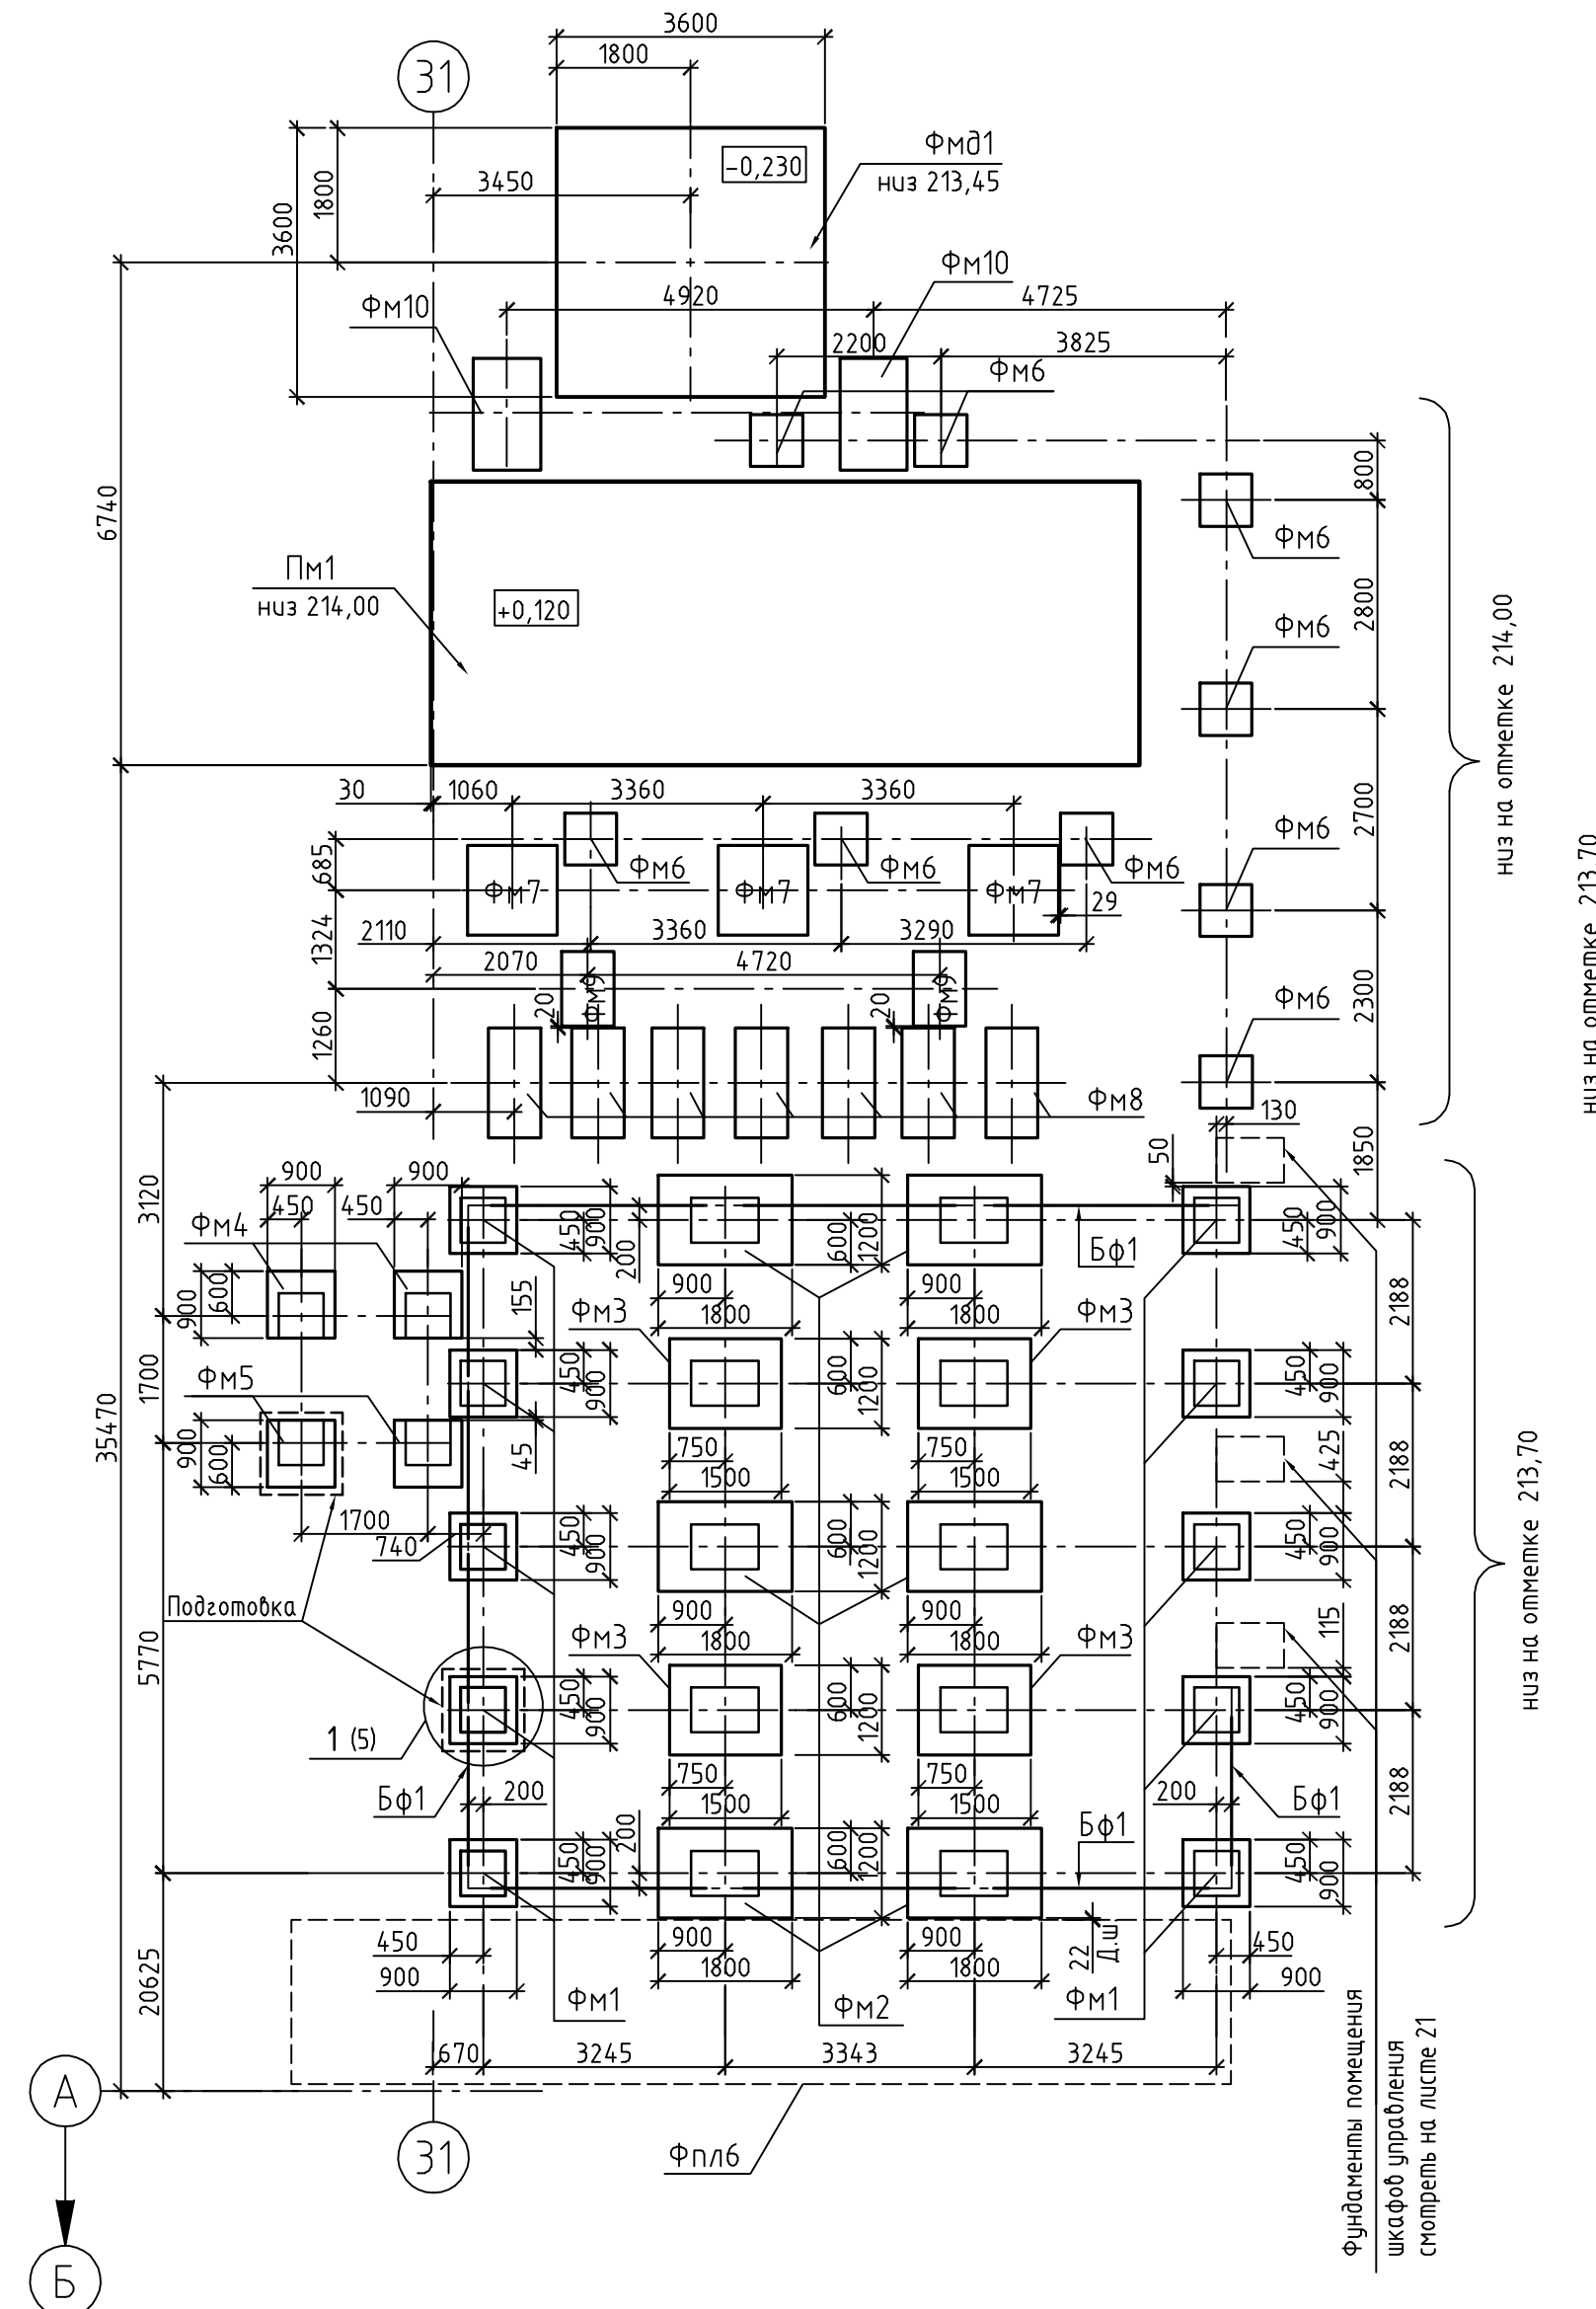 3600
1800
31
-0,230
Фмд1
низ 213,45
3450
1800
3600
Фм10
4920
4725
Фм10
2200
3825
Фм6
800
6740
Фм6
Пм1
низ 214,00
+0,120
2800
Фм6
низ на отметке 214,00
30
1060
3360
3360
2700
Фм6
685
Фм6
Фм6
Фм6
Фм7
Фм7
Фм7
29
1324
2110
3360
3290
2070
4720
Фм9
Фм9
20
20
2300
Фм6
низ на отметке 213,70
1260
1090
Фм8
130
50
1850
3120
900
900
450
450
Фм4
450
900
200
600
1200
600
1200
Бф1
450
900
900
900
1800
1800
900
600
155
Фм3
Фм3
2188
1700
35470
Фм5
450
900
600
1200
450
900
900
600
45
750
750
1500
1500
425
2188
1700
740
450
900
600
1200
450
900
низ на отметке 213,70
Подготовка
900
900
1800
1800
Фм3
Фм3
115
2188
5770
1 (5)
450
900
600
1200
450
900
750
750
1500
1500
Бф1
200
200
Бф1
Бф1
2188
450
900
200
600
200
450
900
450
900
900
900
1800
1800
22
Д.ш
450
900
20625
Фм1
Фм2
Фм1
670
3245
3343
3245
А
31
Фпл6
Б
Фундаменты помещения
шкафов управления
смотреть на листе 21